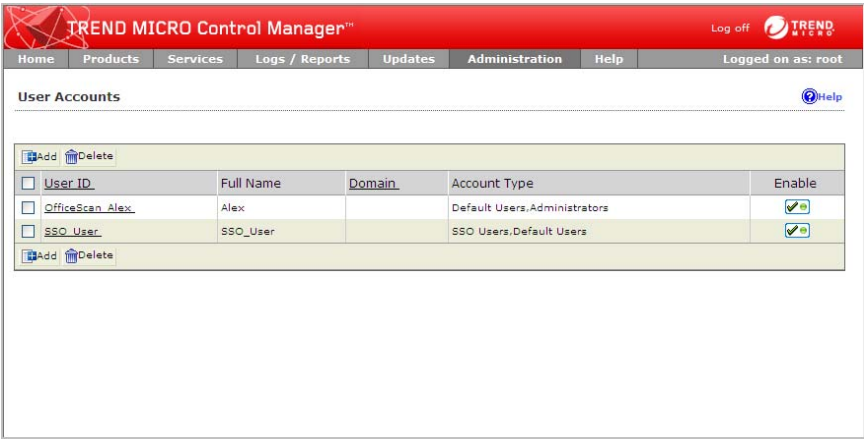 TREND MICRO Control Manager™ Log off TREND MICRO
Home Products Services Logs / Reports Updates Administration Help Logged on as: root
User Accounts Help
Add Delete
User ID Full Name Domain Account Type Enable
OfficeScan_Alex Alex Default Users,Administrators
SSO_User SSO_User SSO Users,Default Users
Add Delete